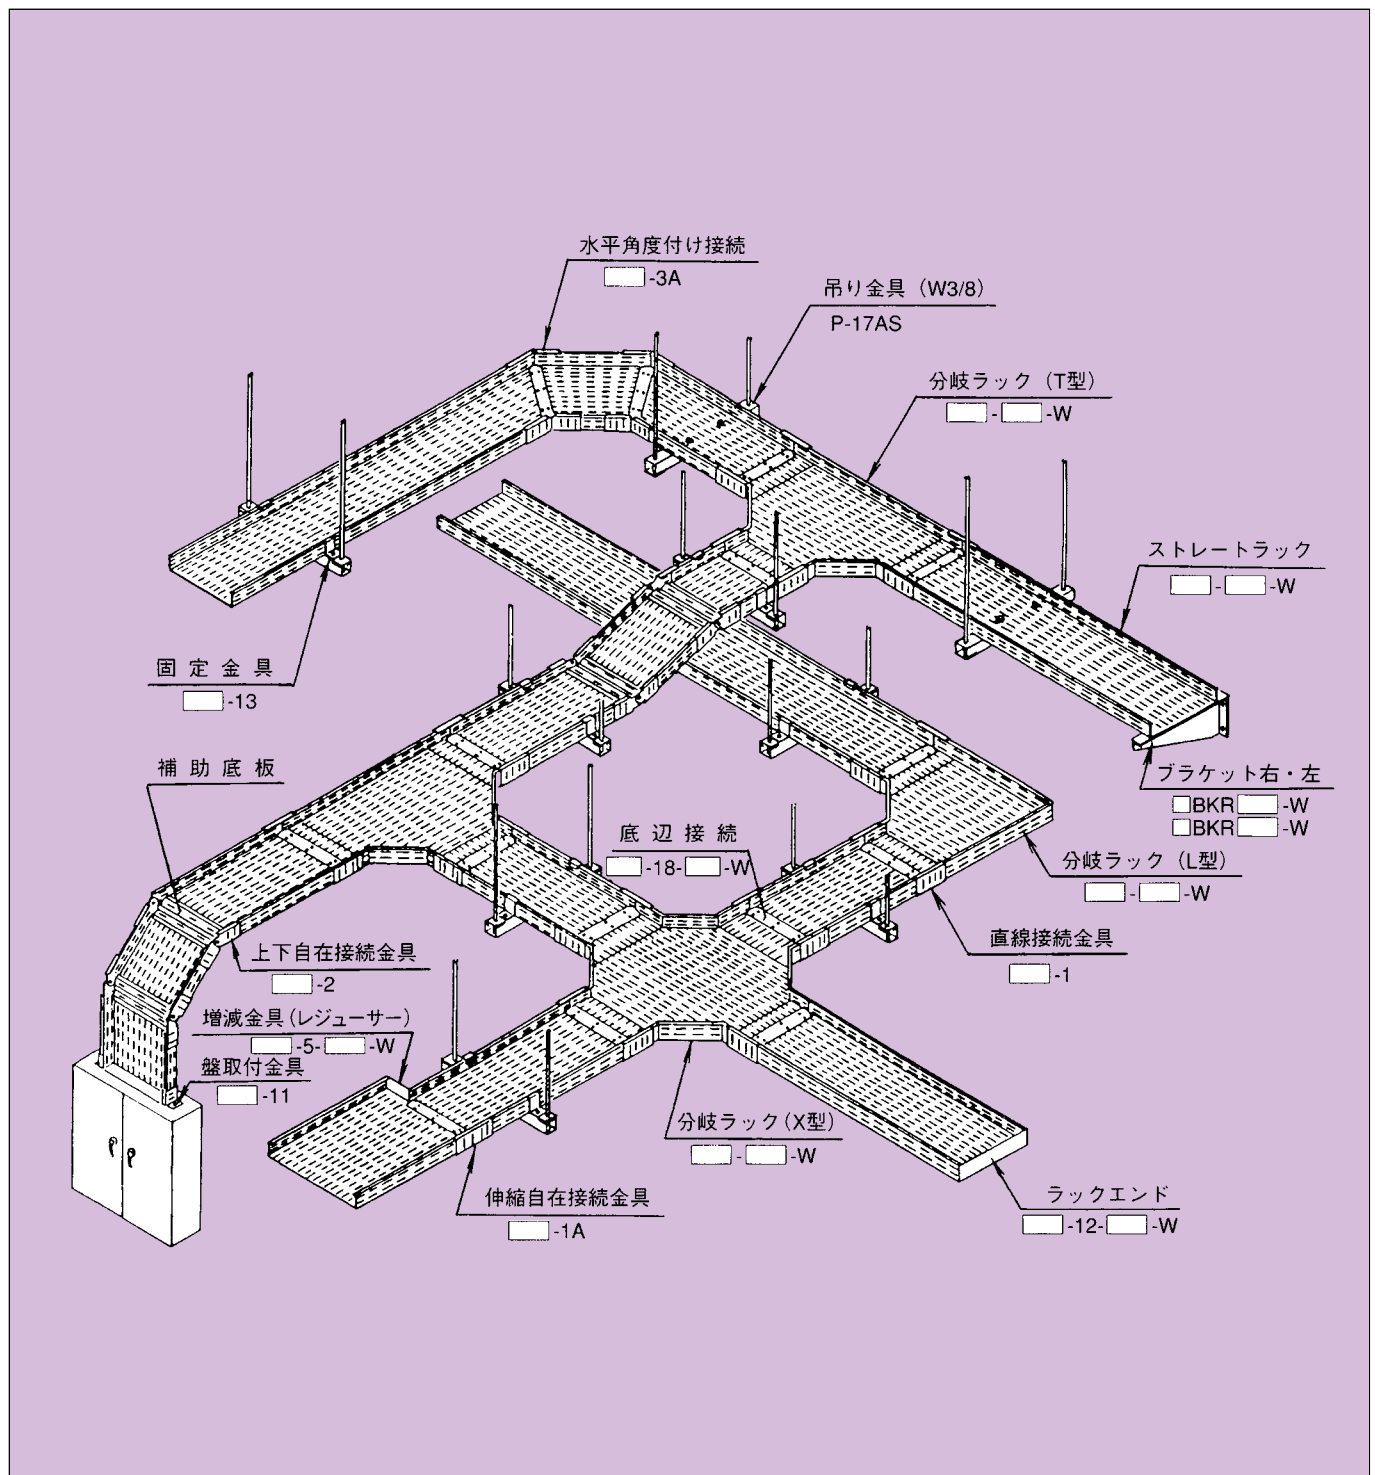 水平角度付け接続
□-3A
吊り金具（W3/8）
P-17AS
分岐ラック（T型）
□-□-W
ストレートラック
□-□-W
固定金具
□-13
補助底板
ブラケット右・左
□BKR□-W
□BKR□-W
底辺接続
□-18-□-W
分岐ラック（L型）
□-□-W
直線接続金具
□-1
上下自在接続金具
□-2
増減金具（レジューサー）
□-5-□-W
盤取付金具
□-11
分岐ラック（X型）
□-□-W
伸縮自在接続金具
□-1A
ラックエンド
□-12-□-W